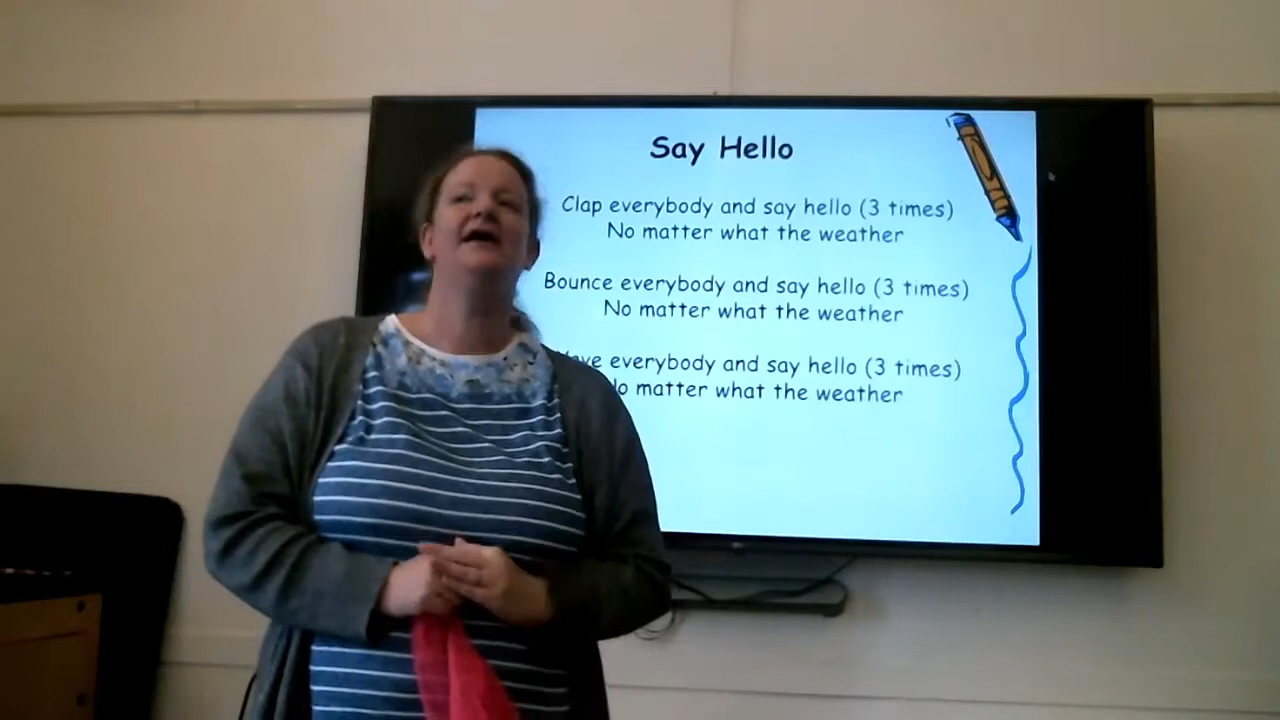 Say Hello
Clap everybody and say hello (3 times)
No matter what the weather
Bounce everybody and say hello (3 times)
No matter what the weather
everybody and say hello (3 times)
matter what the weather